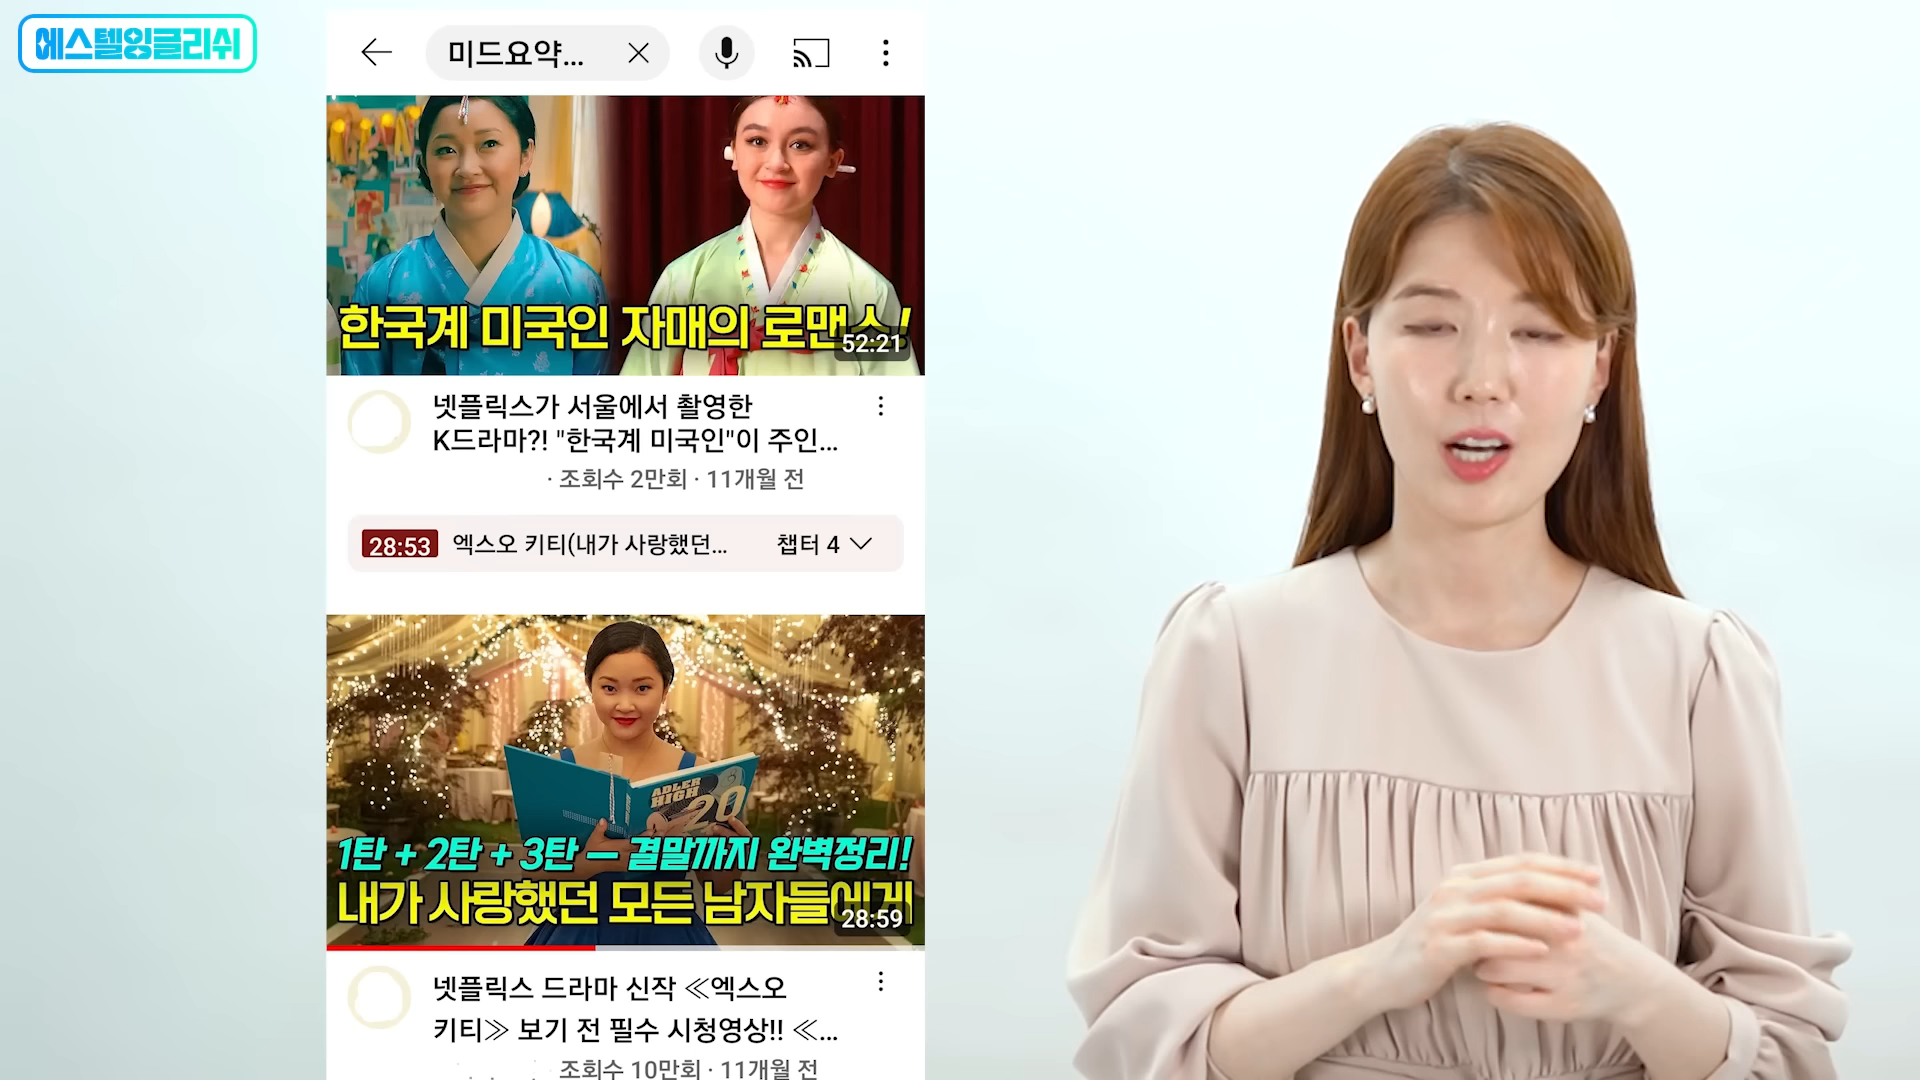 에스텔잉글리쉬
미드요약...
한국계 미국인 자매의 로맨스!
52:21
넷플릭스가 서울에서 촬영한
K드라마?! "한국계 미국인"이 주인...
· 조회수 2만회 · 11개월 전
28:53 엑스오 키티(내가 사랑했던... 챕터 4
ADLER
HIGH
20
1탄 + 2탄 + 3탄 – 결말까지 완벽정리!
내가 사랑했던 모든 남자들에게
28:59
넷플릭스 드라마 신작 ≪엑스오
키티≫ 보기 전 필수 시청영상!! ≪...
조회수 10만회 · 11개월 전